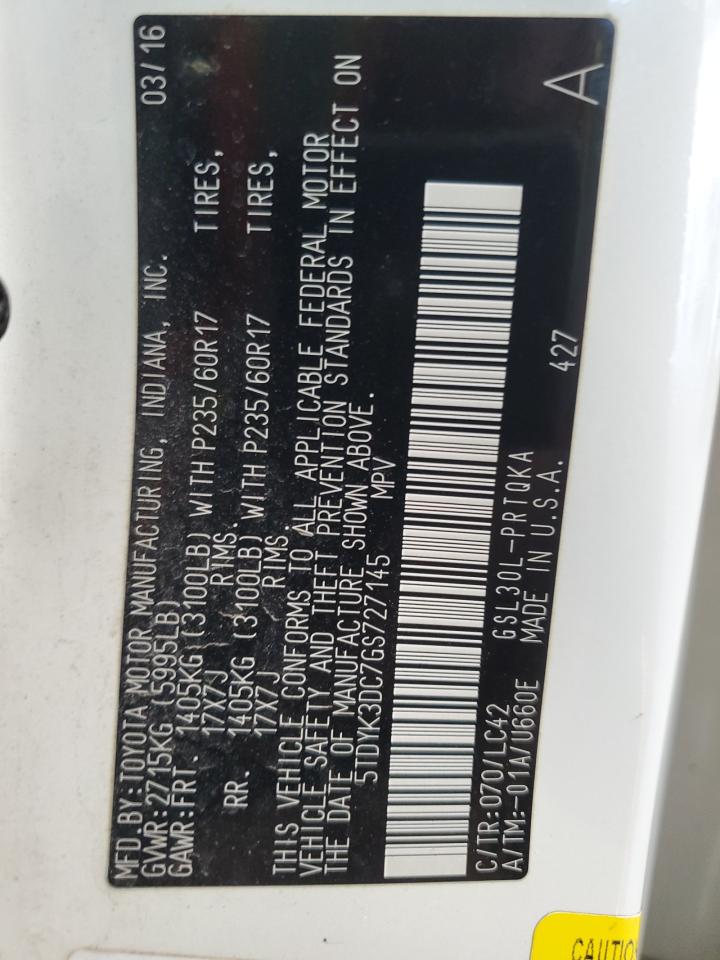 MFD.BY:TOYOTA MOTOR MANUFACTURING, INDIANA, INC. 03/16
GVWR:2715KG (5995LB)
GAWR:FRT. 1405KG (3100LB) WITH P235/60R17 TIRES,
17X7J RIMS.
RR. 1405KG (3100LB) WITH P235/60R17 TIRES,
17X7J RIMS.
THIS VEHICLE CONFORMS TO ALL APPLICABLE FEDERAL MOTOR
VEHICLE SAFETY AND THEFT PREVENTION STANDARDS IN EFFECT ON
THE DATE OF MANUFACTURE SHOWN ABOVE.
5TDYK3DC7GS727145 MPV
C/TR:070/LC42 GSL30L-PRTQKA 427 A
A/TM:-01A/U660E MADE IN U.S.A.
CAUTIO